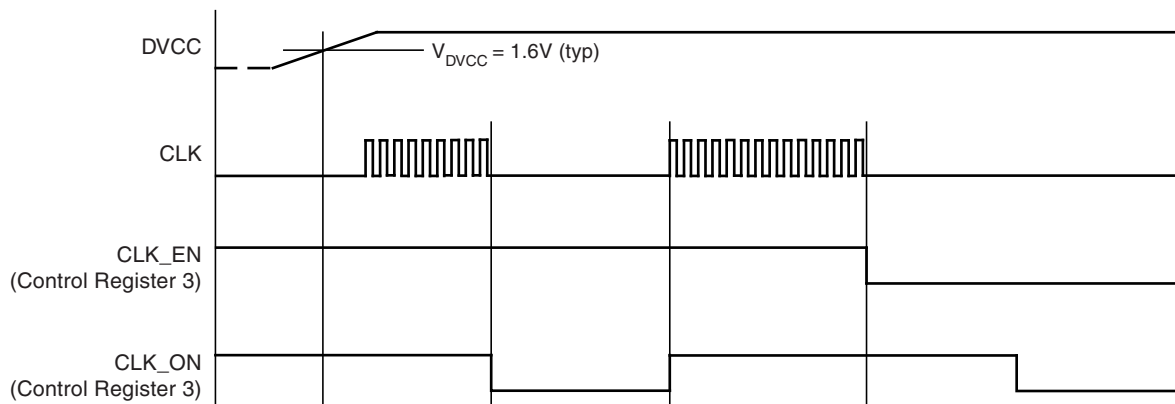 DVCC
V_DVCC = 1.6V (typ)
CLK
CLK_EN
(Control Register 3)
CLK_ON
(Control Register 3)